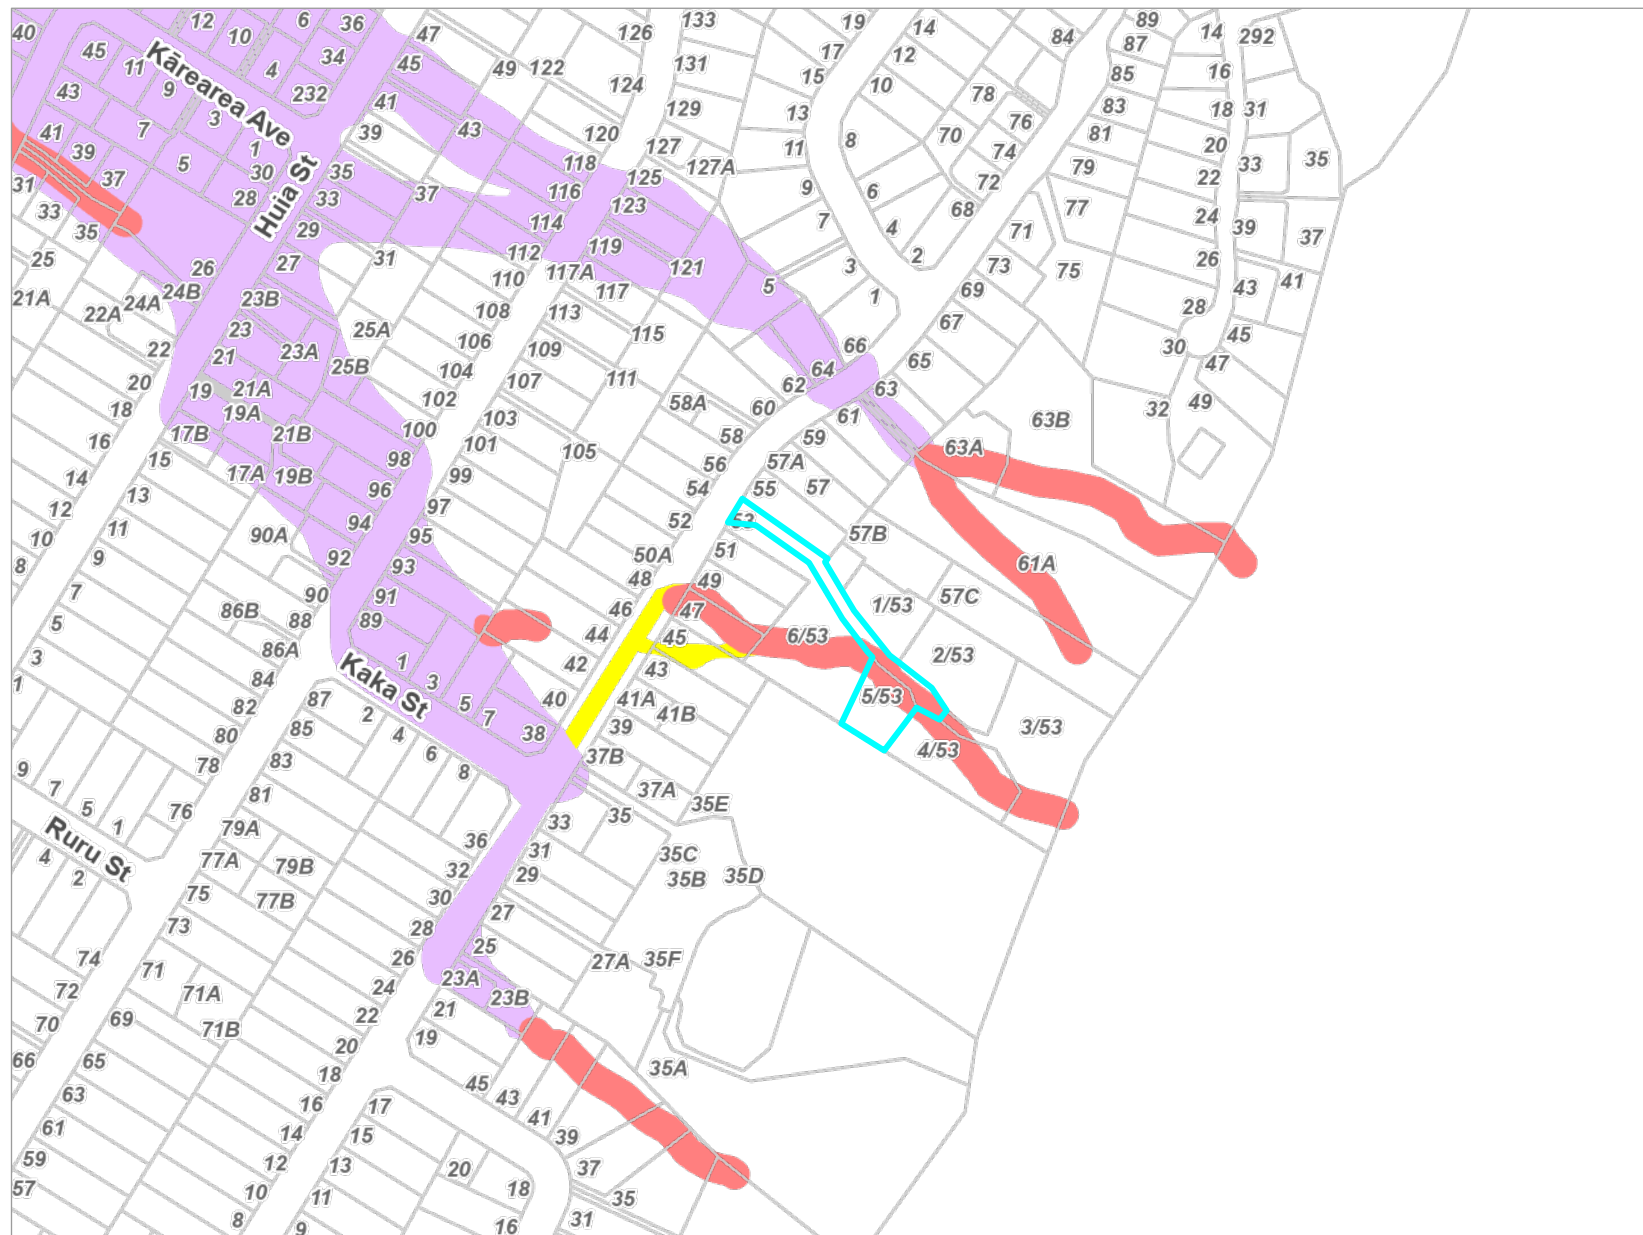 40 12 6 36 47 133 19 14 89 14 292
45 10 34 126 17 12 84 87
Kārearea Ave
11 4 45 49 122 131 15 10 85 16
43 9 232 124 78 18 31
41 3 41 129 13 76 83
7 39 43 120 8 70 81 20
39 1 127 11 74 33 35
5 30 35 118 127A 79 22
37 125 72
31 28 33 37 116 9 6
33 Huia St 123 68 77 24
35 29 114 7 4 71 39 37
25 27 31 112 119 2
26 110 117A 121 3 73 75 26
24B 117 5 43 41
21A 24A 23B 108 113 1 69 28
22A 23 25A 106 115 67 45
22 21 23A 109 66 30
20 25B 104 111 64 65 47
19 21A 107 62 63
18 19A 102 103 58A 60 61 63B 32 49
17B 21B 100 101 58 59 63A
16 15 98 105 57A
14 17A 19B 99 56 55 57
13 96 54
12 11 94 97 52 53 57B
10 90A 95 51
9 92 93 50A 61A
8 7 90 91 48 49
5 86B 88 89 46 47 1/53 57C
86A 44 45 6/53
3 1 42 43 2/53
1 84 Kaka St 3 41A 5/53
87 5 40 41B
82 2 7 39 3/53
80 85 4 38 4/53
9 78 83 6 37B
7 81 8 37A 35E
5 76 33 35
1 79A 36
Ruru St
4 77A 79B 32 31 35C
2 75 77B 30 29 35B 35D
73 28 27
74 26 25 27A 35F
72 71 24 23A
71A 22 21 23B
70 69 71B 20 19
66 65 18 45 35A
63 16 17 43
61 14 15 41
59 12 13 20 39
57 10 11 18 37
8 9 16 31 35